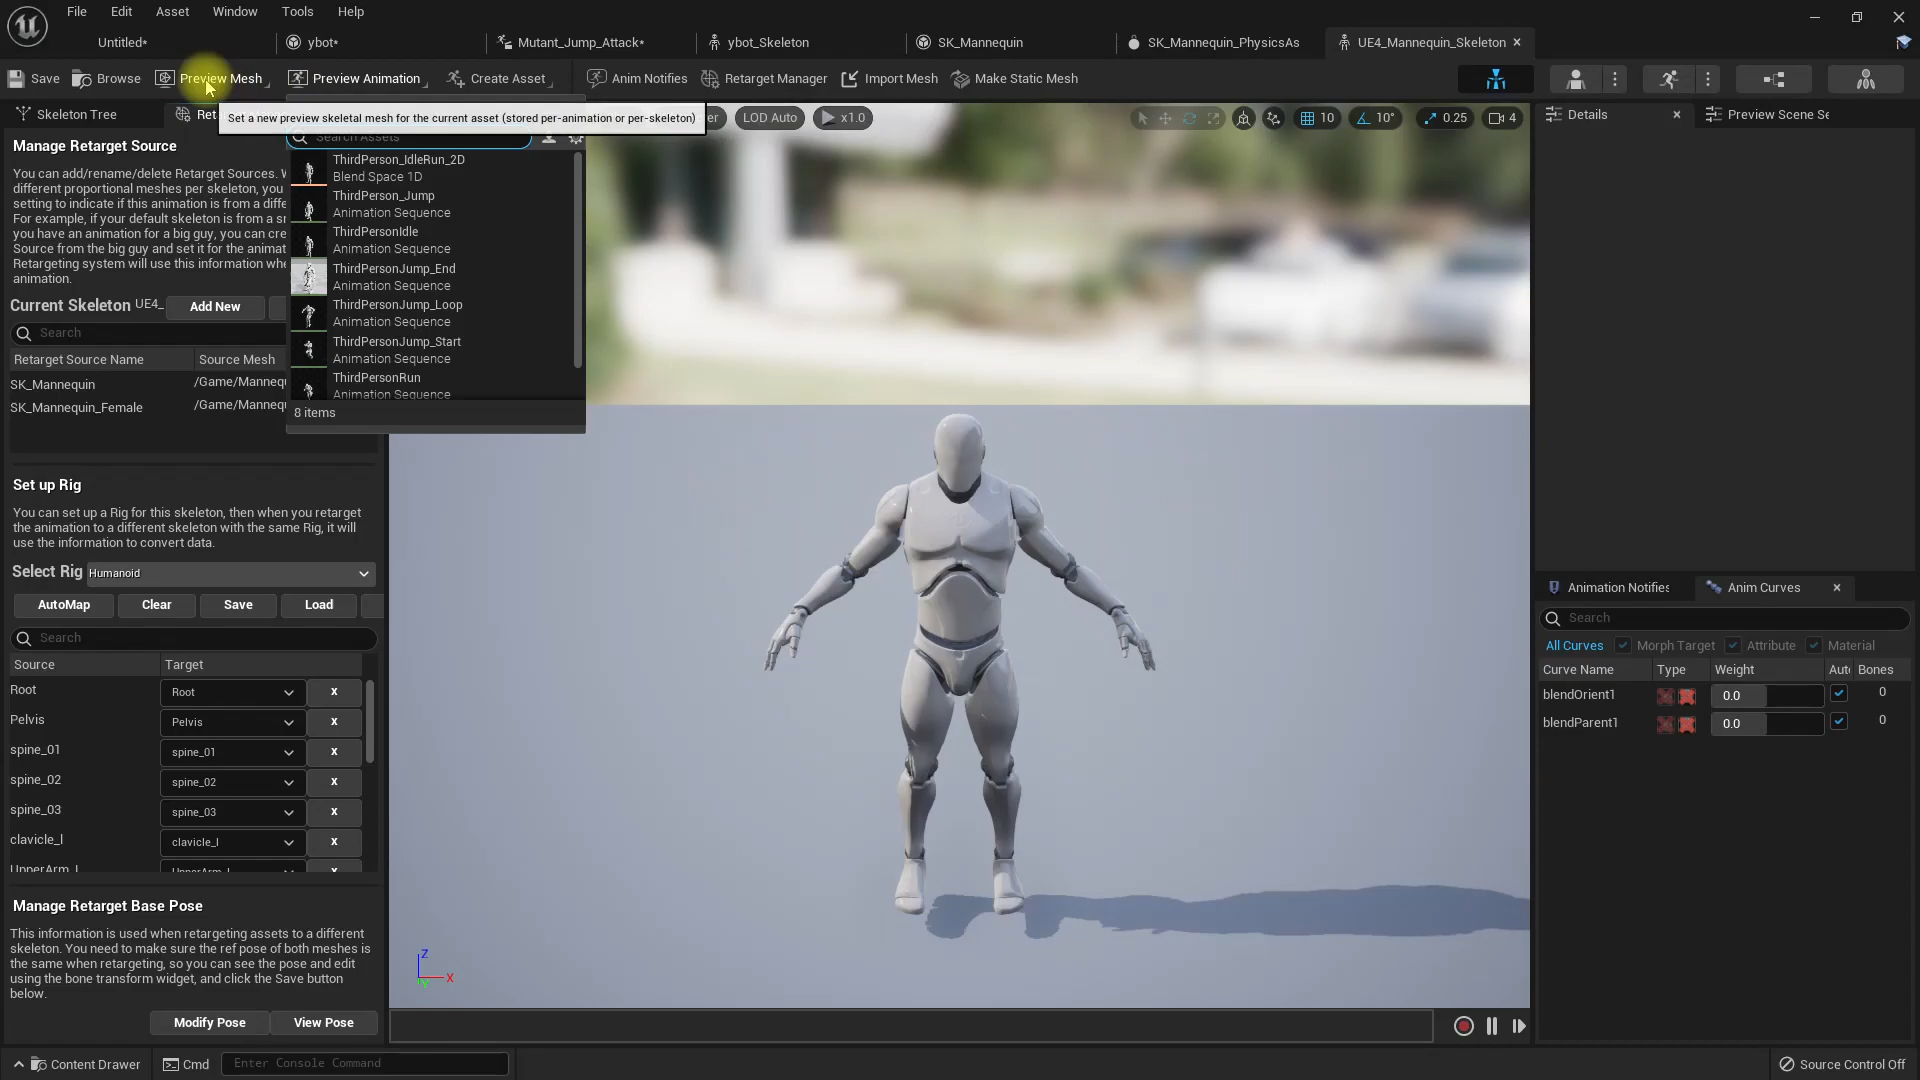 File Edit Asset Window Tools Help
Untitled* ybot* Mutant_Jump_Attack* ybot_Skeleton SK_Mannequin SK_Mannequin_PhysicsAs UE4_Mannequin_Skeleton
Save Browse Preview Mesh Preview Animation Create Asset Anim Notifies Retarget Manager Import Mesh Make Static Mesh
Skeleton Tree
Set a new preview skeletal mesh for the current asset (stored per-animation or per-skeleton)
LOD Auto x1.0 10 10° 0.25 4
Details Preview Scene Se
Search Assets
Manage Retarget Source
You can add/rename/delete Retarget Sources.
different proportional meshes per skeleton, you
setting to indicate if this animation is from a diffe
For example, if your default skeleton is from a s
you have an animation for a big guy, you can cre
Source from the big guy and set it for the animat
Retargeting system will use this information whe
animation.
ThirdPerson_IdleRun_2D
Blend Space 1D
ThirdPerson_Jump
Animation Sequence
ThirdPersonIdle
Animation Sequence
ThirdPersonJump_End
Animation Sequence
ThirdPersonJump_Loop
Animation Sequence
ThirdPersonJump_Start
Animation Sequence
ThirdPersonRun
Animation Sequence
8 items
Current Skeleton UE4_ Add New
Search
Retarget Source Name Source Mesh
SK_Mannequin /Game/Mannequ
SK_Mannequin_Female /Game/Mannequ
Set up Rig
You can set up a Rig for this skeleton, then when you retarget
the animation to a different skeleton with the same Rig, it will
use the information to convert data.
Select Rig Humanoid
AutoMap Clear Save Load
Search
Source Target
Root Root x
Pelvis Pelvis x
spine_01 spine_01 x
spine_02 spine_02 x
spine_03 spine_03 x
clavicle_l clavicle_l x
UpperArm_l
Manage Retarget Base Pose
This information is used when retargeting assets to a different
skeleton. You need to make sure the ref pose of both meshes is
the same when retargeting, so you can see the pose and edit
using the bone transform widget, and click the Save button
below.
Modify Pose View Pose
Z
X
Y
Animation Notifies Anim Curves
Search
All Curves Morph Target Attribute Material
Curve Name Type Weight Aut Bones
blendOrient1 0.0 0
blendParent1 0.0 0
Content Drawer Cmd Enter Console Command Source Control Off